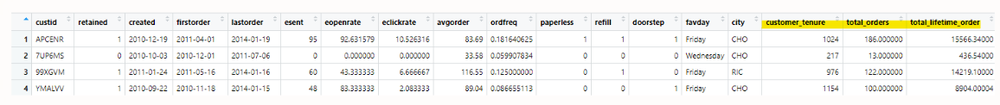 custid retained created firstorder lastorder esent eopenrate eclickrate avgorder ordfreq paperless refill doorstep favday city customer_tenure total_orders total_lifetime_order
1 APCENR 1 2010-12-19 2011-04-01 2014-01-19 95 92.631579 10.526316 83.69 0.181640625 1 1 1 Friday CHO 1024 186.000000 15566.34000
2 7UP6MS 0 2010-10-03 2010-12-01 2011-07-06 0 0.000000 0.000000 33.58 0.059907834 0 0 0 Wednesday CHO 217 13.000000 436.54000
3 99XGVM 1 2011-01-24 2011-05-16 2014-01-16 60 43.333333 6.666667 116.55 0.125000000 0 1 0 Friday RIC 976 122.000000 14219.10000
4 YMALVV 1 2010-09-22 2010-11-18 2014-01-15 48 83.333333 2.083333 89.04 0.086655113 0 0 1 Friday CHO 1154 100.000000 8904.00004